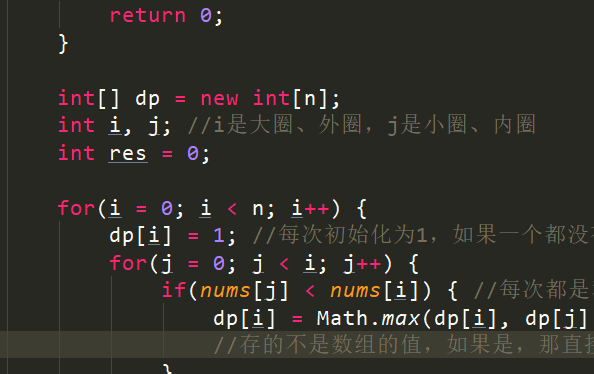 return 0;
}
int[] dp = new int[n];
int i, j; //i是大圈、外圈，j是小圈、内圈
int res = 0;
for(i = 0; i < n; i++) {
dp[i] = 1; //每次初始化为1，如果一个都没
for(j = 0; j < i; j++) {
if(nums[j] < nums[i]) { //每次都是
dp[i] = Math.max(dp[i], dp[j]
//存的不是数组的值，如果是，那直接
}